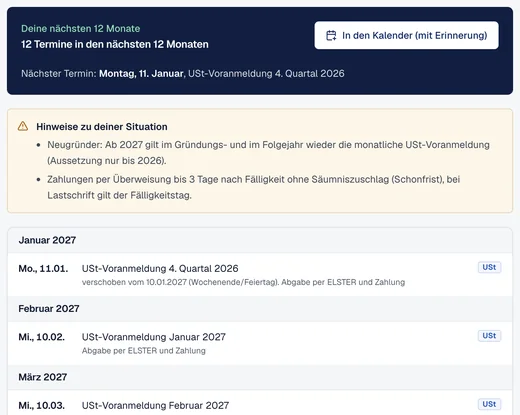 Deine nächsten 12 Monate
12 Termine in den nächsten 12 Monaten
In den Kalender (mit Erinnerung)
Nächster Termin: Montag, 11. Januar, USt-Voranmeldung 4. Quartal 2026
Hinweise zu deiner Situation
• Neugründer: Ab 2027 gilt im Gründungs- und im Folgejahr wieder die monatliche USt-Voranmeldung
(Aussetzung nur bis 2026).
• Zahlungen per Überweisung bis 3 Tage nach Fälligkeit ohne Säumniszuschlag (Schonfrist), bei
Lastschrift gilt der Fälligkeitstag.
Januar 2027
Mo., 11.01. USt-Voranmeldung 4. Quartal 2026 USt
verschoben vom 10.01.2027 (Wochenende/Feiertag). Abgabe per ELSTER und Zahlung
Februar 2027
Mi., 10.02. USt-Voranmeldung Januar 2027 USt
Abgabe per ELSTER und Zahlung
März 2027
Mi., 10.03. USt-Voranmeldung Februar 2027 USt